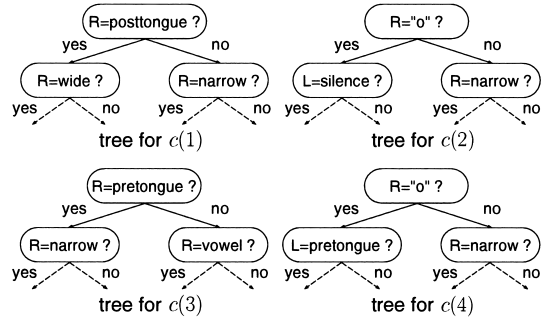 R=posttongue ?
yes no
R=wide ? R=narrow ?
yes no yes no
tree for c(1)
R="o" ?
yes no
L=silence ? R=narrow ?
yes no yes no
tree for c(2)
R=pretongue ?
yes no
R=narrow ? R=vowel ?
yes no yes no
tree for c(3)
R="o" ?
yes no
L=pretongue ? R=narrow ?
yes no yes no
tree for c(4)